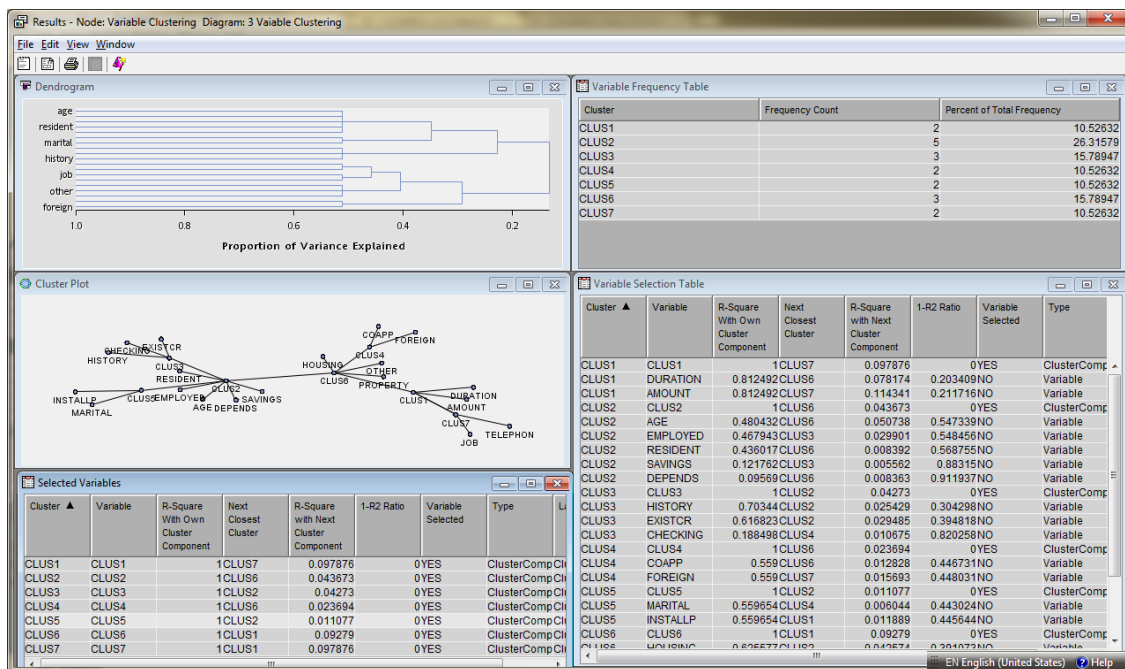 Results - Node: Variable Clustering Diagram: 3 Vaiable Clustering
File Edit View Window
Dendrogram
age
resident
marital
history
job
other
foreign
1.0 0.8 0.6 0.4 0.2
Proportion of Variance Explained
Variable Frequency Table
Cluster Frequency Count Percent of Total Frequency
CLUS1 2 10.52632
CLUS2 5 26.31579
CLUS3 3 15.78947
CLUS4 2 10.52632
CLUS5 2 10.52632
CLUS6 3 15.78947
CLUS7 2 10.52632
Cluster Plot
COAPP
FOREIGN
EXISTCR
CHECKING
HISTORY
CLUS4
CLUS3
HOUSING
OTHER
RESIDENT
CLUS6
PROPERTY
CLUS2
INSTALLP
CLUS5
EMPLOYED
SAVINGS
DURATION
CLUS1
MARITAL
AGE
DEPENDS
AMOUNT
CLUS7
TELEPHON
JOB
Selected Variables
Cluster ▲ Variable R-Square With Own Cluster Component Next Closest Cluster R-Square with Next Cluster Component 1-R2 Ratio Variable Selected Type
CLUS1 CLUS1 1 CLUS7 0.097876 0 YES ClusterComp
CLUS2 CLUS2 1 CLUS6 0.043673 0 YES ClusterComp
CLUS3 CLUS3 1 CLUS2 0.04273 0 YES ClusterComp
CLUS4 CLUS4 1 CLUS6 0.023694 0 YES ClusterComp
CLUS5 CLUS5 1 CLUS2 0.011077 0 YES ClusterComp
CLUS6 CLUS6 1 CLUS1 0.09279 0 YES ClusterComp
CLUS7 CLUS7 1 CLUS1 0.097876 0 YES ClusterComp
Variable Selection Table
Cluster ▲ Variable R-Square With Own Cluster Component Next Closest Cluster R-Square with Next Cluster Component 1-R2 Ratio Variable Selected Type
CLUS1 CLUS1 1 CLUS7 0.097876 0 YES ClusterComp
CLUS1 DURATION 0.812492 CLUS6 0.078174 0.203409 NO Variable
CLUS1 AMOUNT 0.812492 CLUS7 0.114341 0.211716 NO Variable
CLUS2 CLUS2 1 CLUS6 0.043673 0 YES ClusterComp
CLUS2 AGE 0.480432 CLUS6 0.050738 0.547339 NO Variable
CLUS2 EMPLOYED 0.467943 CLUS3 0.029901 0.548456 NO Variable
CLUS2 RESIDENT 0.436017 CLUS6 0.008392 0.568755 NO Variable
CLUS2 SAVINGS 0.121762 CLUS3 0.005562 0.88315 NO Variable
CLUS2 DEPENDS 0.09569 CLUS6 0.008363 0.911937 NO Variable
CLUS3 CLUS3 1 CLUS2 0.04273 0 YES ClusterComp
CLUS3 HISTORY 0.70344 CLUS2 0.025429 0.304298 NO Variable
CLUS3 EXISTCR 0.616823 CLUS2 0.029485 0.394818 NO Variable
CLUS3 CHECKING 0.188498 CLUS4 0.010675 0.820258 NO Variable
CLUS4 CLUS4 1 CLUS6 0.023694 0 YES ClusterComp
CLUS4 COAPP 0.559 CLUS6 0.012828 0.446731 NO Variable
CLUS4 FOREIGN 0.559 CLUS7 0.015693 0.448031 NO Variable
CLUS5 CLUS5 1 CLUS2 0.011077 0 YES ClusterComp
CLUS5 MARITAL 0.559654 CLUS4 0.006044 0.443024 NO Variable
CLUS5 INSTALLP 0.559654 CLUS1 0.011889 0.445644 NO Variable
CLUS6 CLUS6 1 CLUS1 0.09279 0 YES ClusterComp
CLUS6 HOUSING 0.625577 CLUS2 0.042574 0.391073 NO Variable
EN English (United States) Help